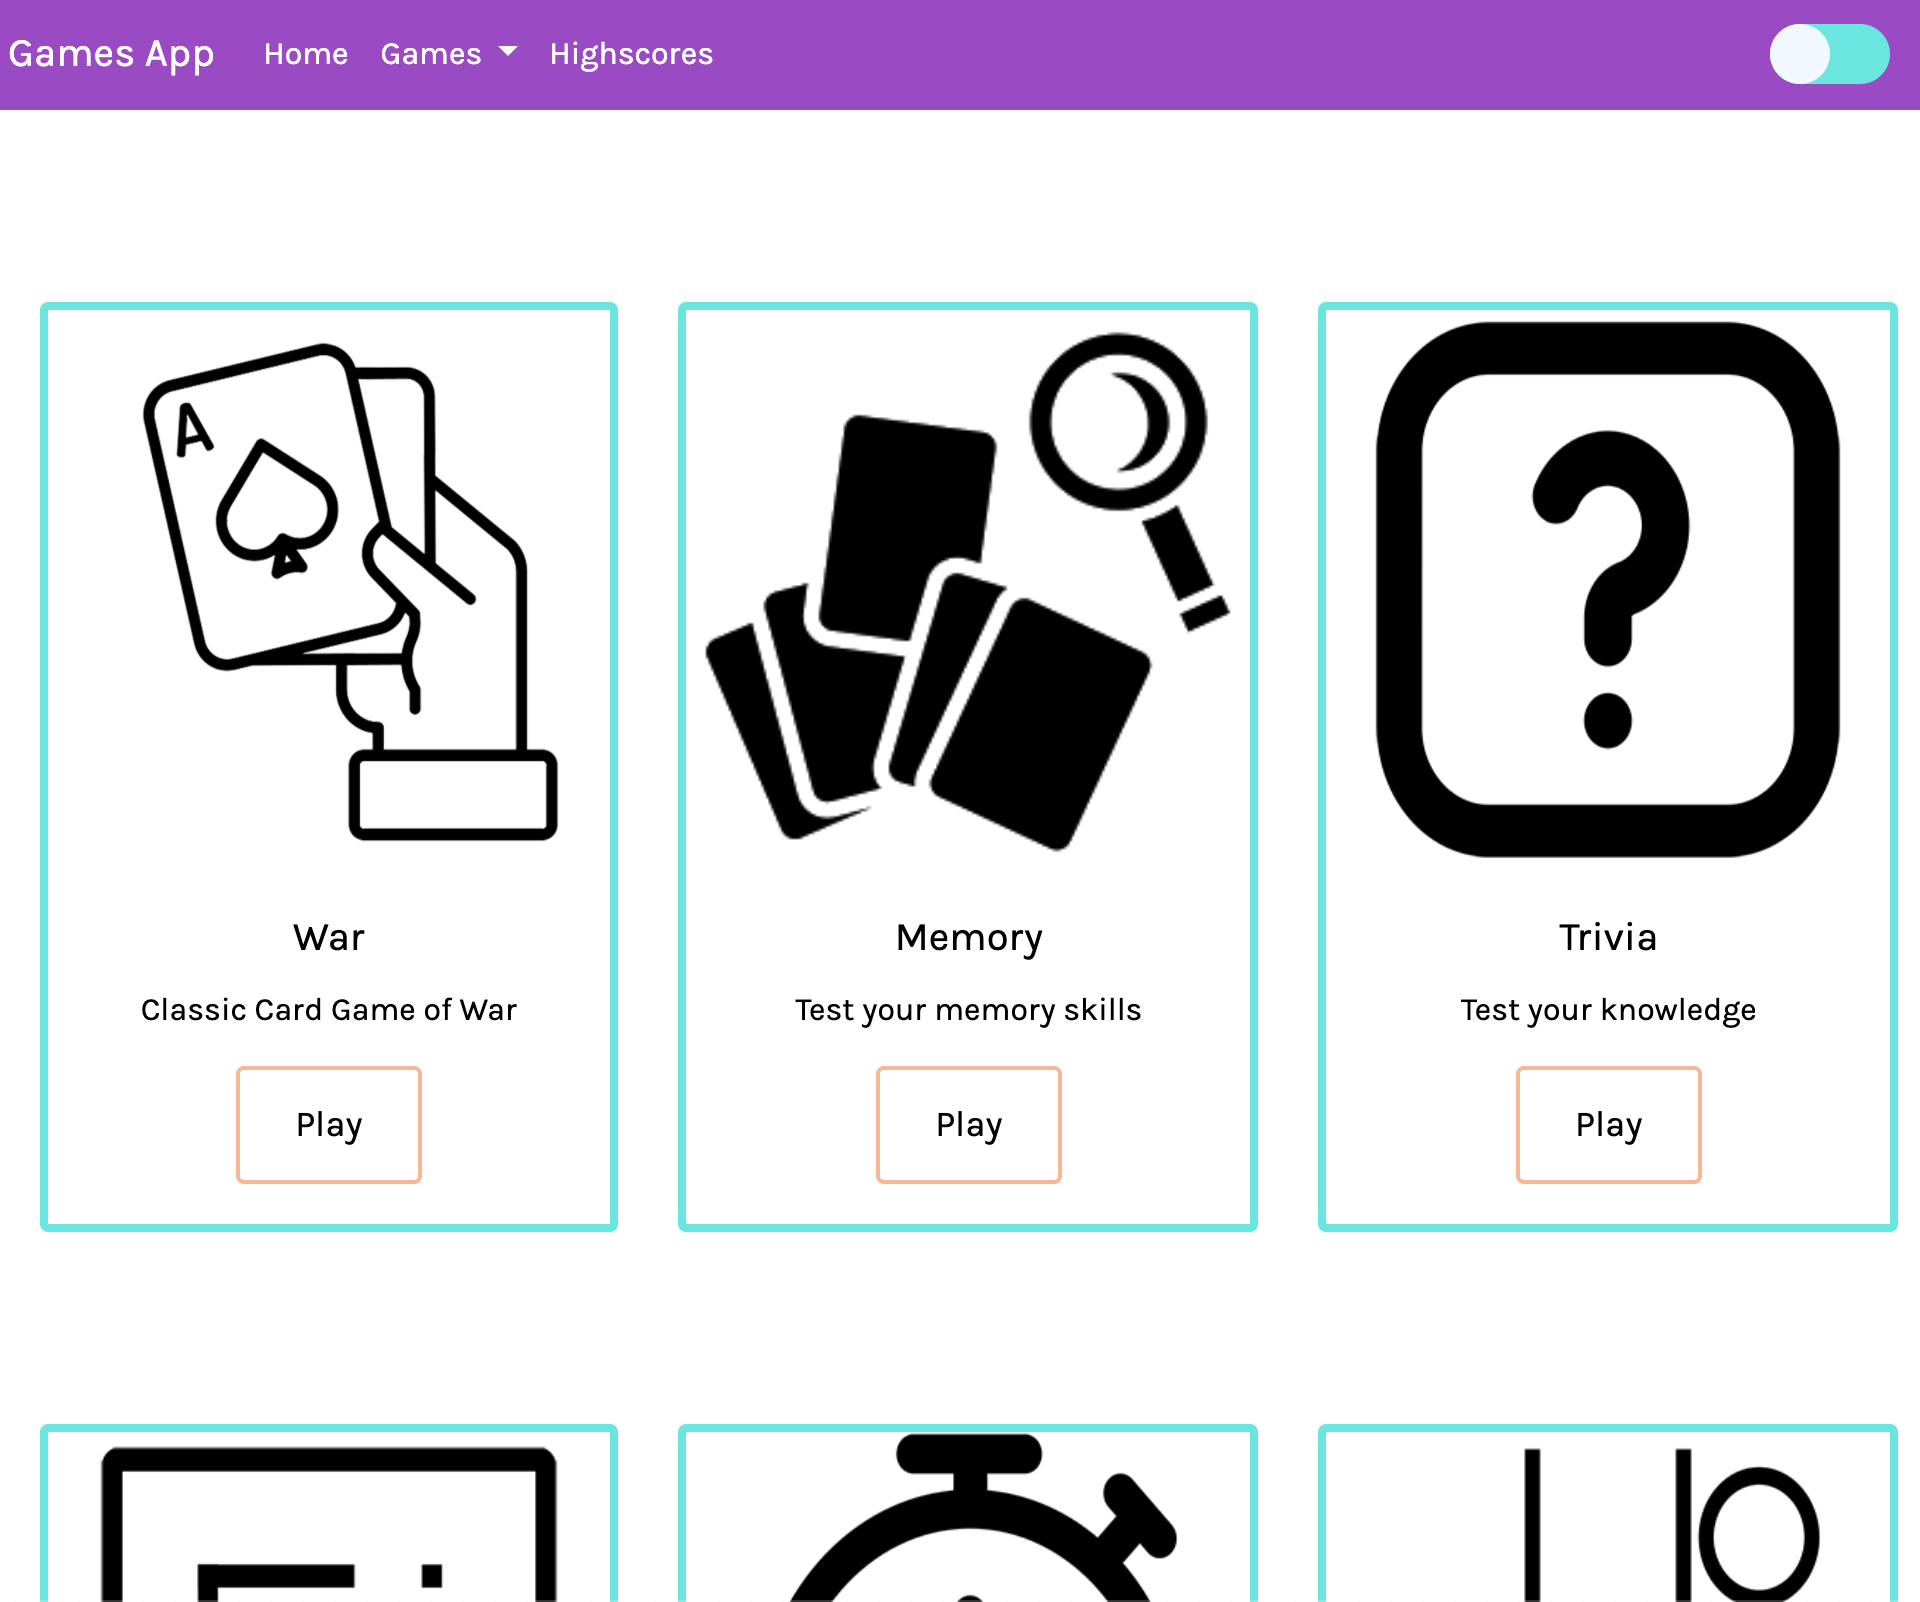 Games App Home Games Highscores
A
War
Classic Card Game of War
Play
Memory
Test your memory skills
Play
?
Trivia
Test your knowledge
Play